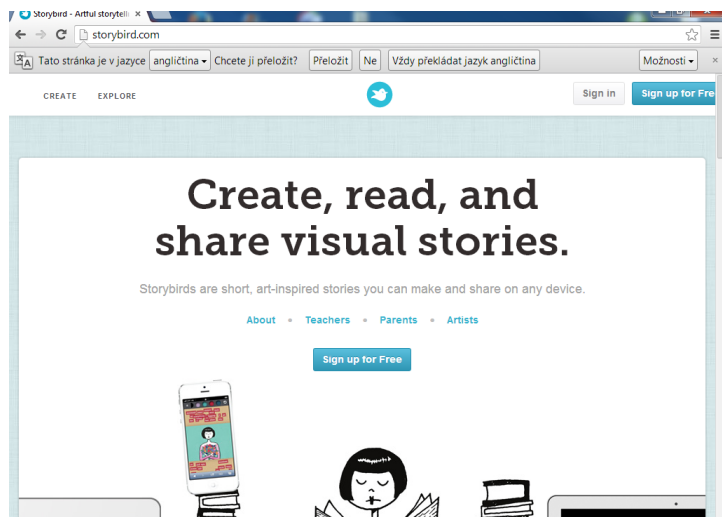 Storybird - Artful storytelli
storybird.com
Tato stránka je v jazyce angličtina Chcete ji přeložit? Přeložit Ne Vždy překládat jazyk angličtina Možnosti
CREATE EXPLORE Sign in Sign up for Fre
Create, read, and
share visual stories.
Storybirds are short, art-inspired stories you can make and share on any device.
About Teachers Parents Artists
Sign up for Free